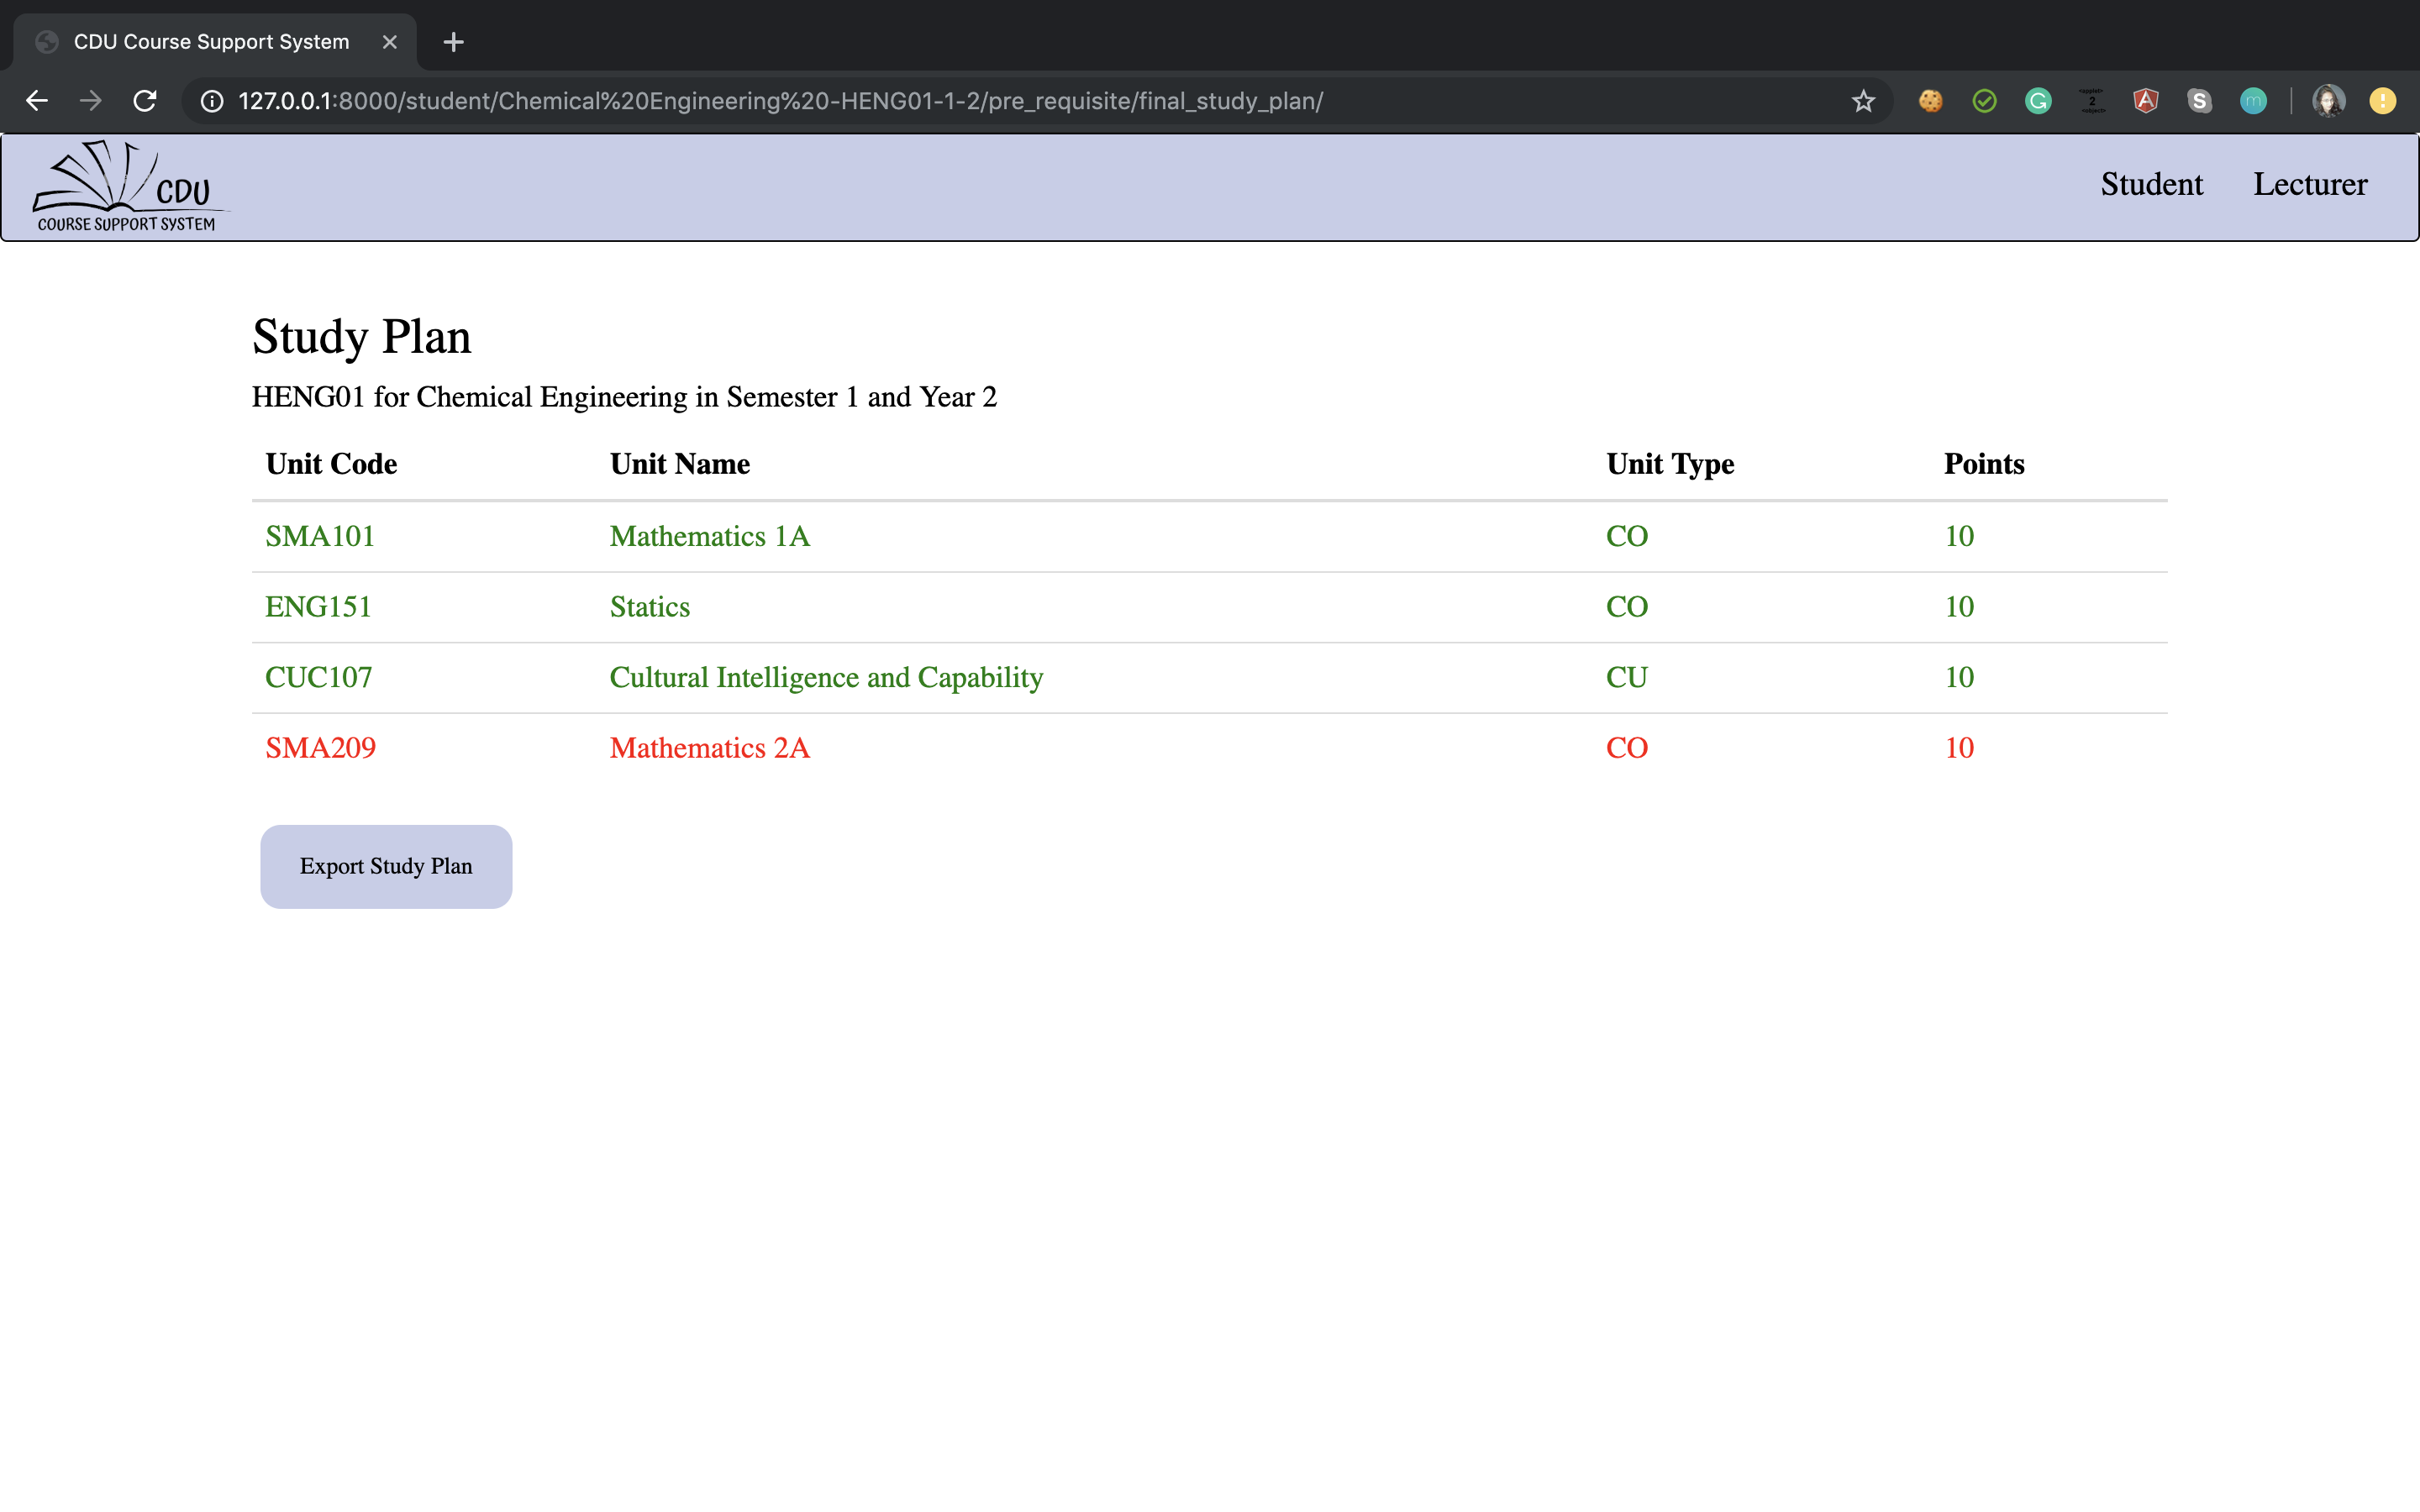 CDU Course Support System
127.0.0.1:8000/student/Chemical%20Engineering%20-HENG01-1-2/pre_requisite/final_study_plan/
CDU
COURSE SUPPORT SYSTEM
Student Lecturer
Study Plan
HENG01 for Chemical Engineering in Semester 1 and Year 2
Unit Code Unit Name Unit Type Points
SMA101 Mathematics 1A CO 10
ENG151 Statics CO 10
CUC107 Cultural Intelligence and Capability CU 10
SMA209 Mathematics 2A CO 10
Export Study Plan